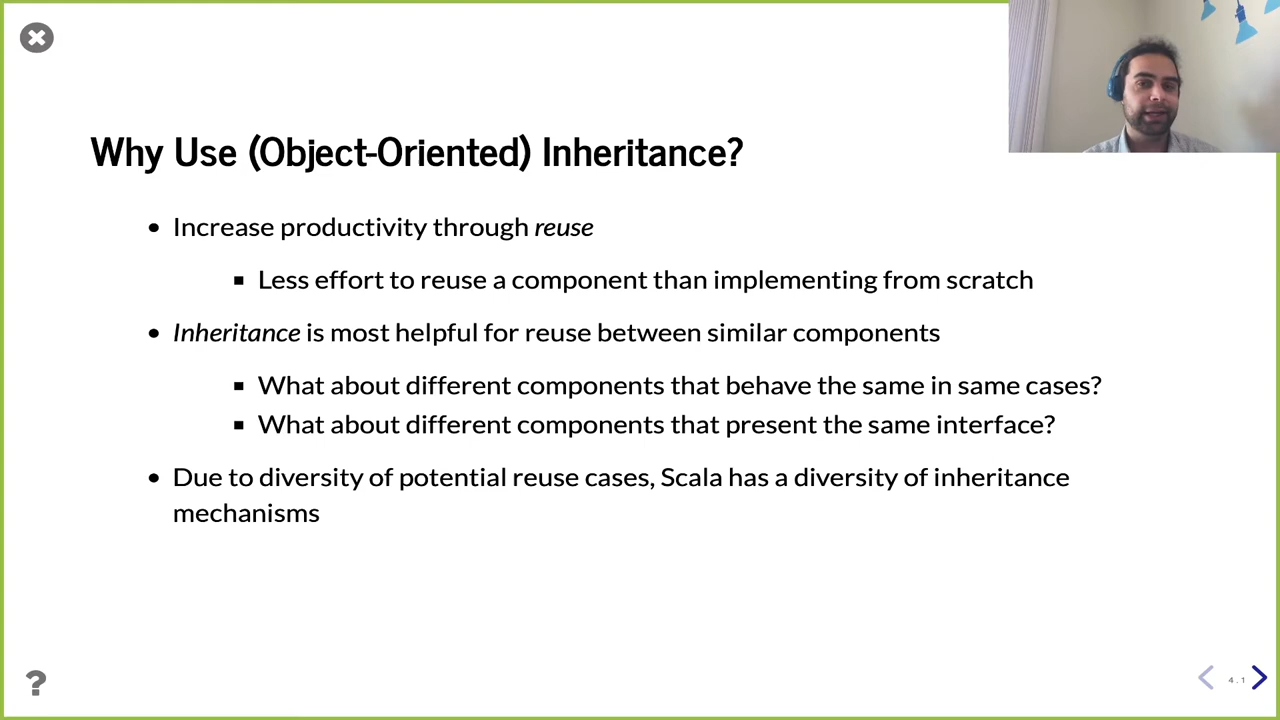 Why Use (Object-Oriented) Inheritance?
• Increase productivity through reuse
▪ Less effort to reuse a component than implementing from scratch
• Inheritance is most helpful for reuse between similar components
▪ What about different components that behave the same in same cases?
▪ What about different components that present the same interface?
• Due to diversity of potential reuse cases, Scala has a diversity of inheritance
mechanisms
?
4.1